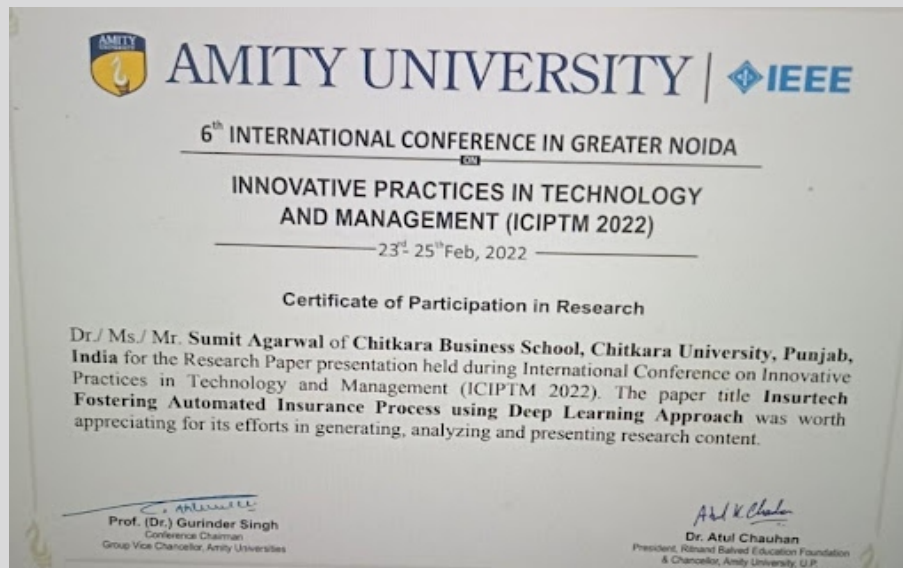 AMITY
UNIVERSITY
AMITY UNIVERSITY | IEEE
6th INTERNATIONAL CONFERENCE IN GREATER NOIDA
ON
INNOVATIVE PRACTICES IN TECHNOLOGY
AND MANAGEMENT (ICIPTM 2022)
23rd- 25th Feb, 2022
Certificate of Participation in Research
Dr./ Ms./ Mr. Sumit Agarwal of Chitkara Business School, Chitkara University, Punjab,
India for the Research Paper presentation held during International Conference on Innovative
Practices in Technology and Management (ICIPTM 2022). The paper title Insurtech
Fostering Automated Insurance Process using Deep Learning Approach was worth
appreciating for its efforts in generating, analyzing and presenting research content.
Atul K Chauhan
Prof. (Dr.) Gurinder Singh
Conference Chairman
Group Vice Chancellor, Amity Universities
Dr. Atul Chauhan
President, Ritnand Balved Education Foundation
& Chancellor, Amity University, U.P.